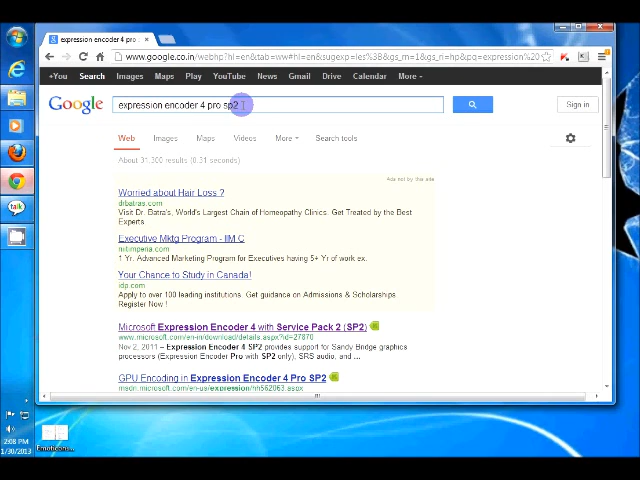 expression encoder 4 pro sp2
www.google.co.in/webhp?hl=en&tab=ww#hl=en&sugexp=les%3B&gs_rn=1&gs_ri=hp&pq=expression%20
+You Search Images Maps Play YouTube News Gmail Drive Calendar More
Google expression encoder 4 pro sp2 Sign in
Web Images Maps Videos More Search tools
About 31,300 results (0.31 seconds)
Ads not by this site
Worried about Hair Loss ?
drbatras.com
Visit Dr. Batra's, World's Largest Chain of Homeopathy Clinics. Get Treated by the Best
Experts
Executive Mktg Program - IIM C
niitimperia.com
1 Yr. Advanced Marketing Program for Executives having 5+ Yr of work ex.
Your Chance to Study in Canada!
idp.com
Apply to over 100 leading institutions. Get guidance on Admissions & Scholarships
Register Now !
Microsoft Expression Encoder 4 with Service Pack 2 (SP2)
www.microsoft.com/en-in/download/details.aspx?id=27870
Nov 2, 2011 – Expression Encoder 4 SP2 provides support for Sandy Bridge graphics
processors (Expression Encoder Pro with SP2 only), SRS audio, and ...
GPU Encoding in Expression Encoder 4 Pro SP2
msdn.microsoft.com/en-us/expression/hh562063.aspx
talk
2:08 PM
1/30/2013
Emoticons...